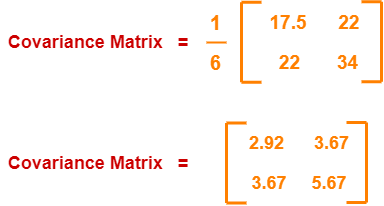 Covariance Matrix = 1/6 [17.5 22
22 34]
Covariance Matrix = [2.92 3.67
3.67 5.67]